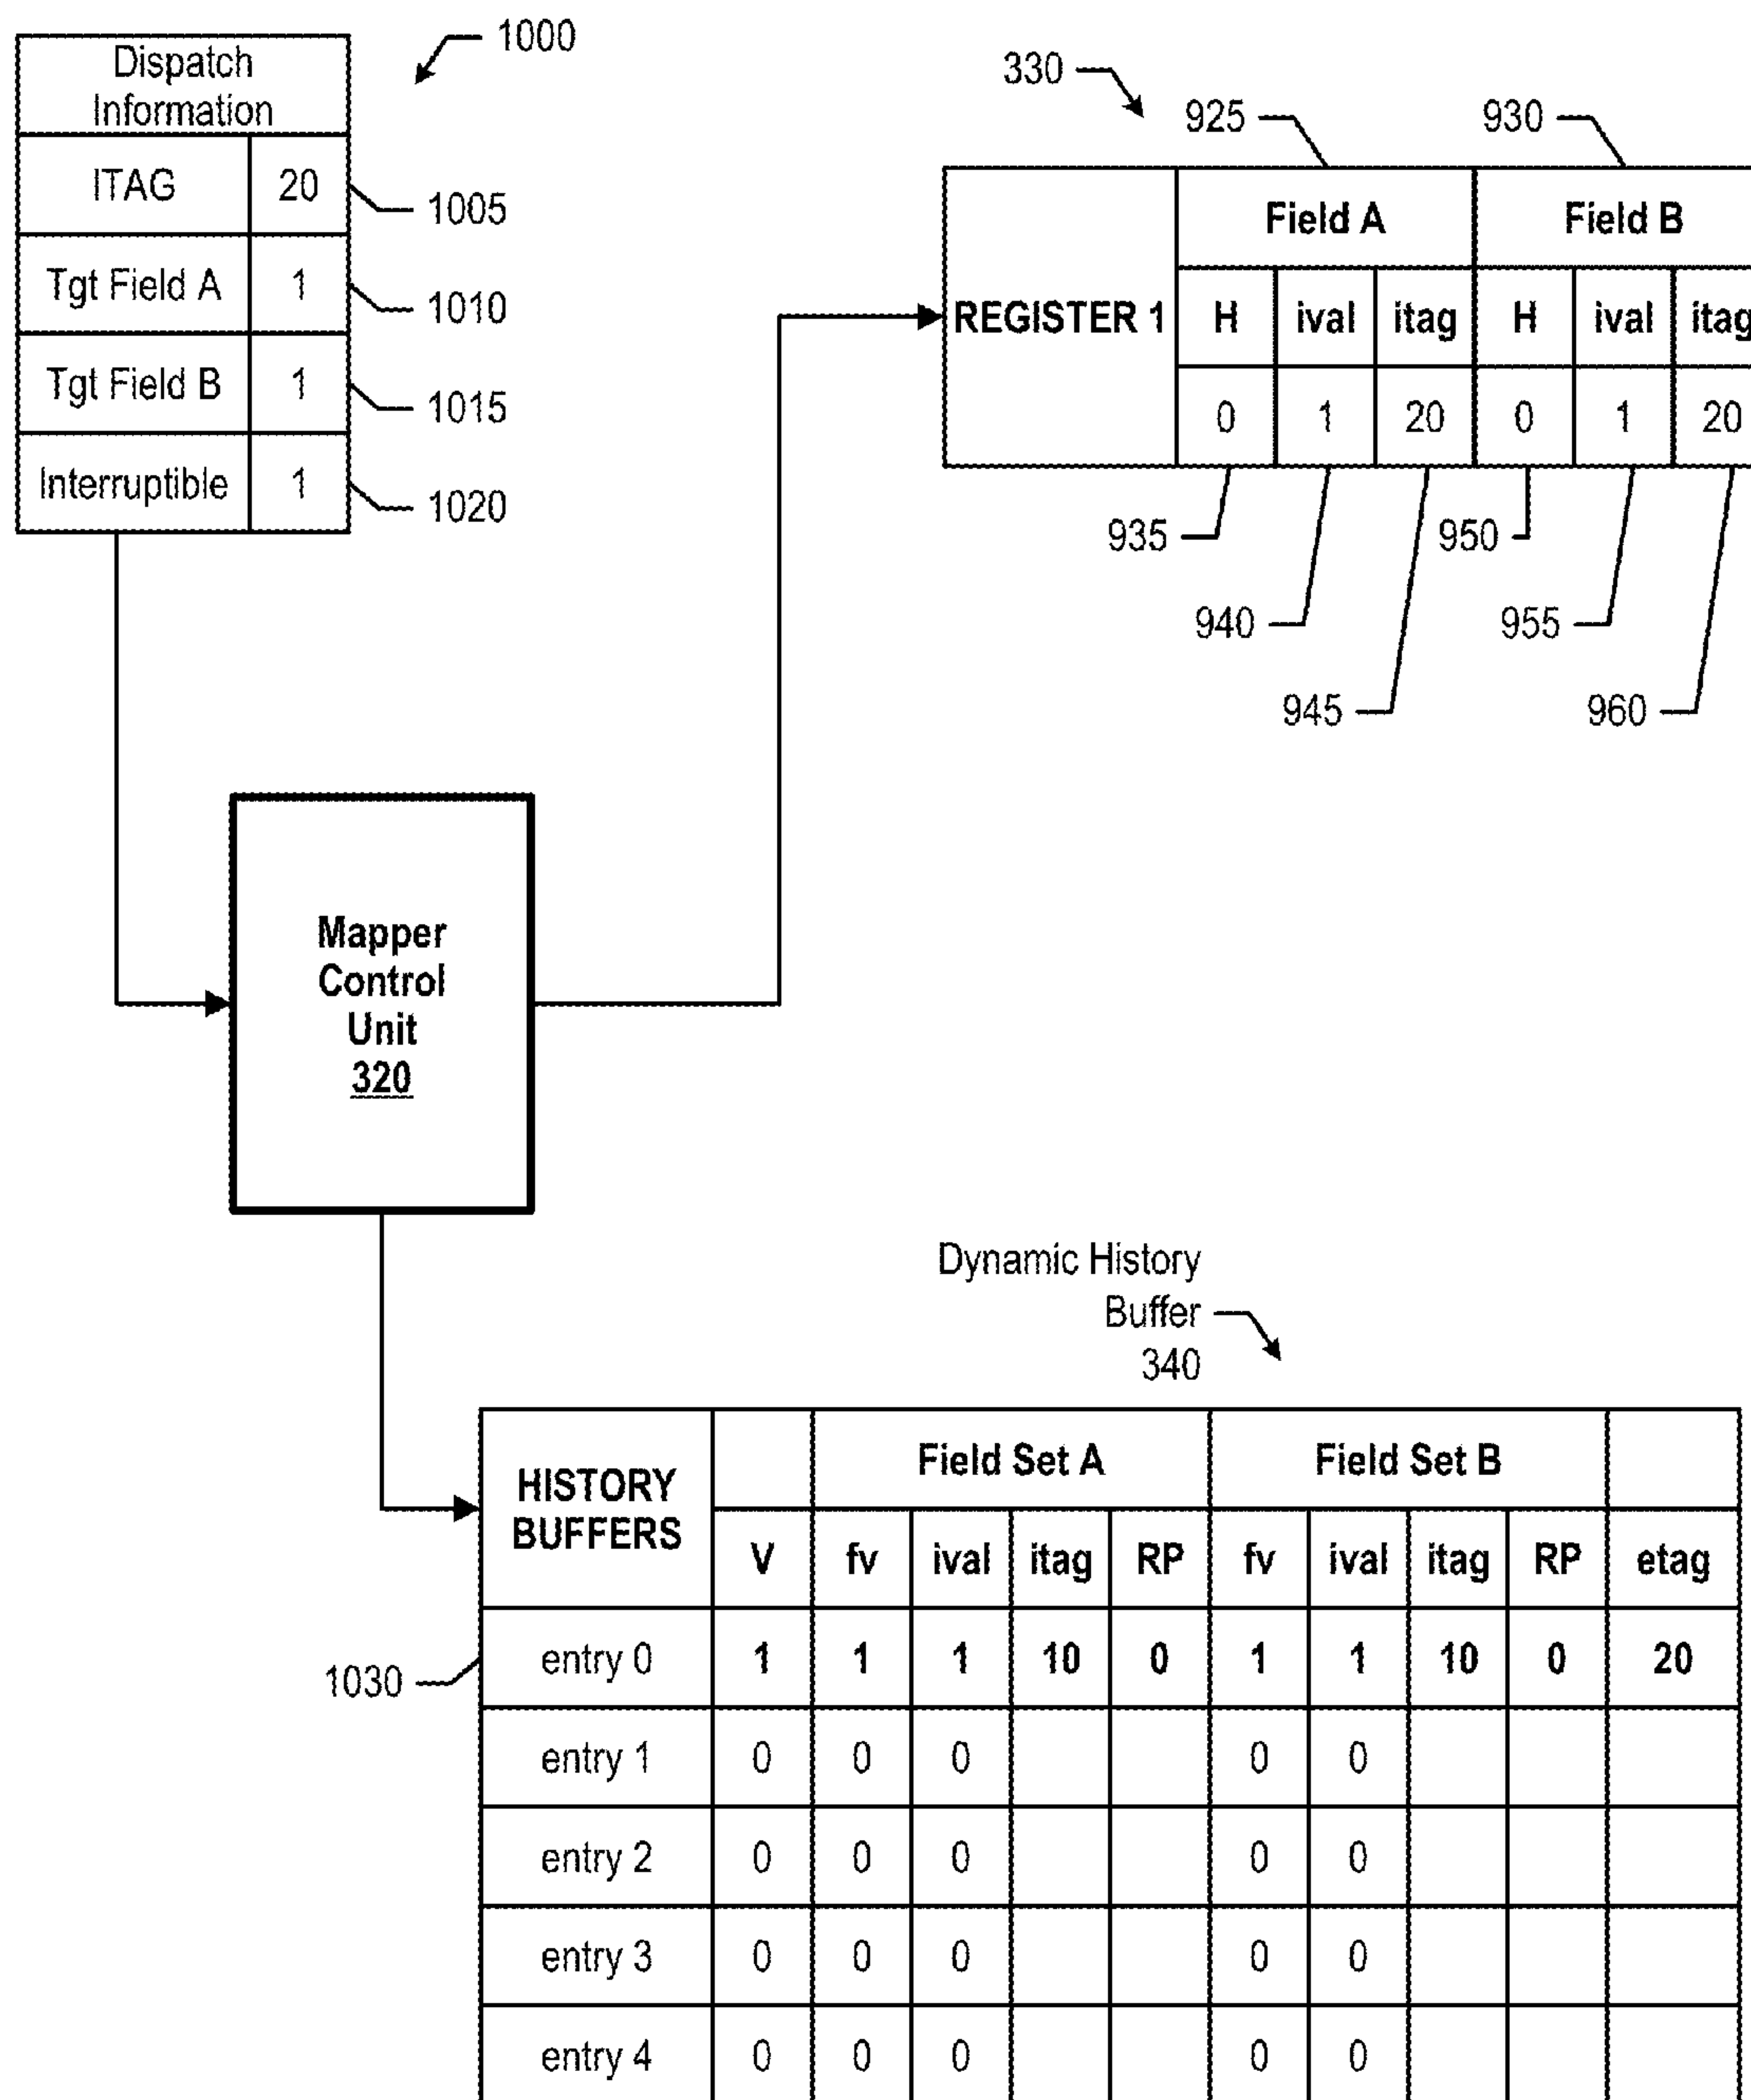 1000
Dispatch
Information
ITAG 20
1005
Tgt Field A 1
1010
Tgt Field B 1
1015
Interruptible 1
1020
330
925
930
Field A Field B
REGISTER 1 H ival itag H ival itag
0 1 20 0 1 20
935
950
940
955
945
960
Mapper
Control
Unit
320
Dynamic History
Buffer
340
HISTORY
BUFFERS
Field Set A Field Set B
V fv ival itag RP fv ival itag RP etag
1030
entry 0 1 1 1 10 0 1 1 10 0 20
entry 1 0 0 0 0 0
entry 2 0 0 0 0 0
entry 3 0 0 0 0 0
entry 4 0 0 0 0 0